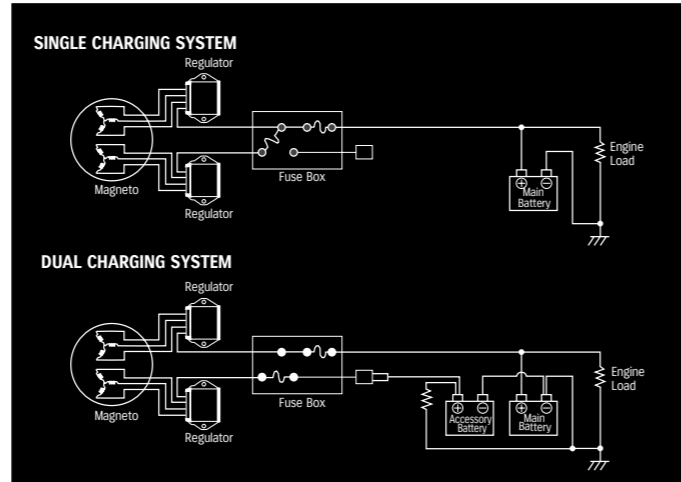 SINGLE CHARGING SYSTEM
Regulator
Magneto
Fuse Box
Regulator
Engine
Load
+ −
Main
Battery
DUAL CHARGING SYSTEM
Regulator
Magneto
Fuse Box
Regulator
Engine
Load
+ −
Accessory
Battery
+ −
Main
Battery